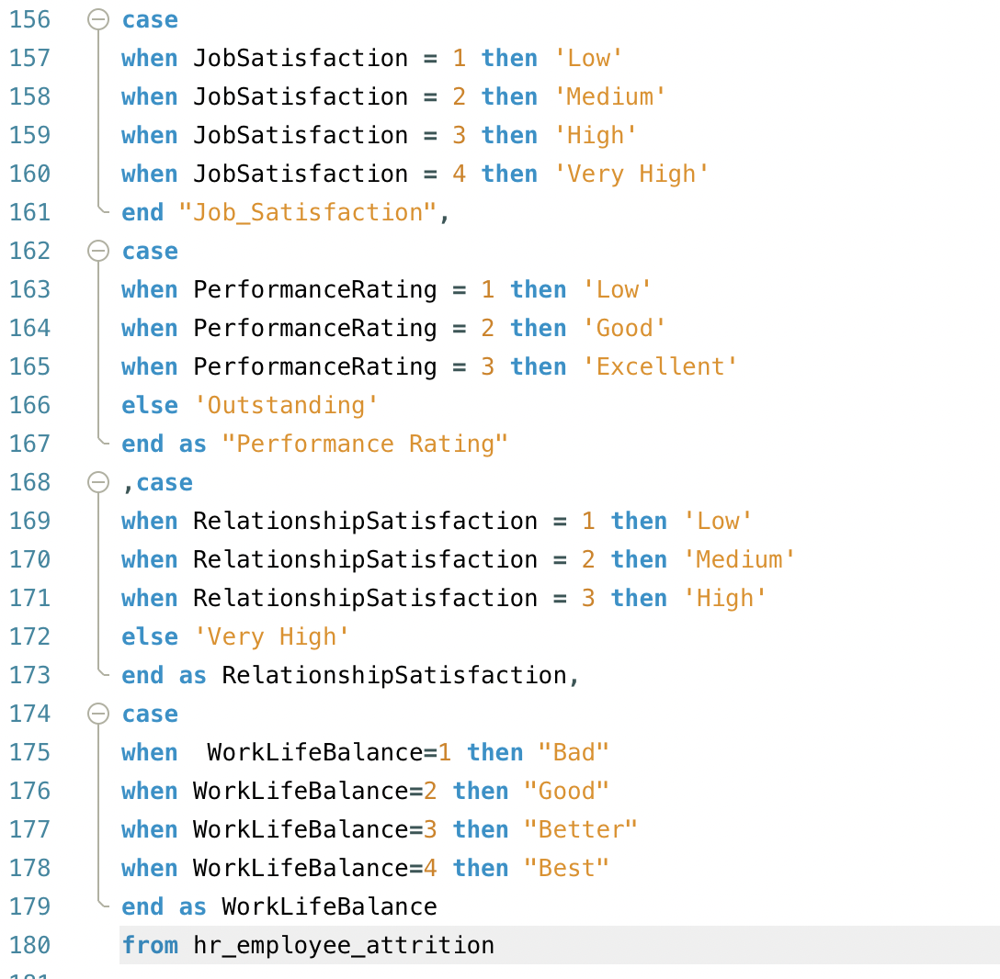 156 case
157 when JobSatisfaction = 1 then 'Low'
158 when JobSatisfaction = 2 then 'Medium'
159 when JobSatisfaction = 3 then 'High'
160 when JobSatisfaction = 4 then 'Very High'
161 end "Job_Satisfaction",
162 case
163 when PerformanceRating = 1 then 'Low'
164 when PerformanceRating = 2 then 'Good'
165 when PerformanceRating = 3 then 'Excellent'
166 else 'Outstanding'
167 end as "Performance Rating"
168 ,case
169 when RelationshipSatisfaction = 1 then 'Low'
170 when RelationshipSatisfaction = 2 then 'Medium'
171 when RelationshipSatisfaction = 3 then 'High'
172 else 'Very High'
173 end as RelationshipSatisfaction,
174 case
175 when  WorkLifeBalance=1 then "Bad"
176 when WorkLifeBalance=2 then "Good"
177 when WorkLifeBalance=3 then "Better"
178 when WorkLifeBalance=4 then "Best"
179 end as WorkLifeBalance
180 from hr_employee_attrition